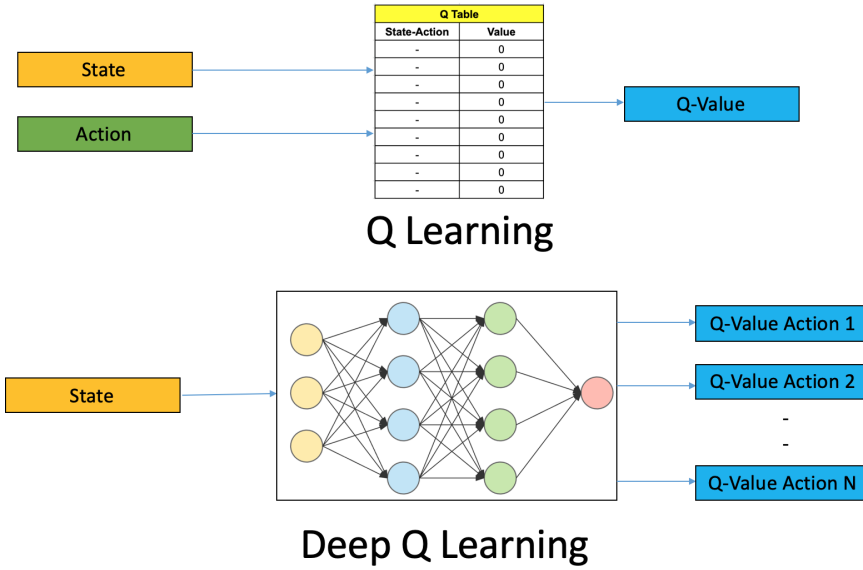 Q Table
State-Action Value
- 0
- 0
- 0
- 0
- 0
- 0
- 0
- 0
- 0
State
Action
Q-Value
Q Learning
State
Q-Value Action 1
Q-Value Action 2
-
-
Q-Value Action N
Deep Q Learning